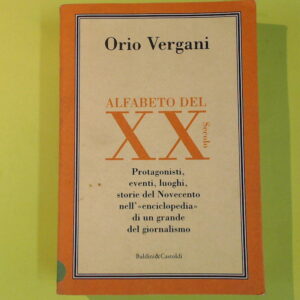 Orio Vergani
ALFABETO DEL
XX
Secolo
Protagonisti,
eventi, luoghi,
storie del Novecento
nell'«enciclopedia»
di un grande
del giornalismo
Baldini&Castoldi